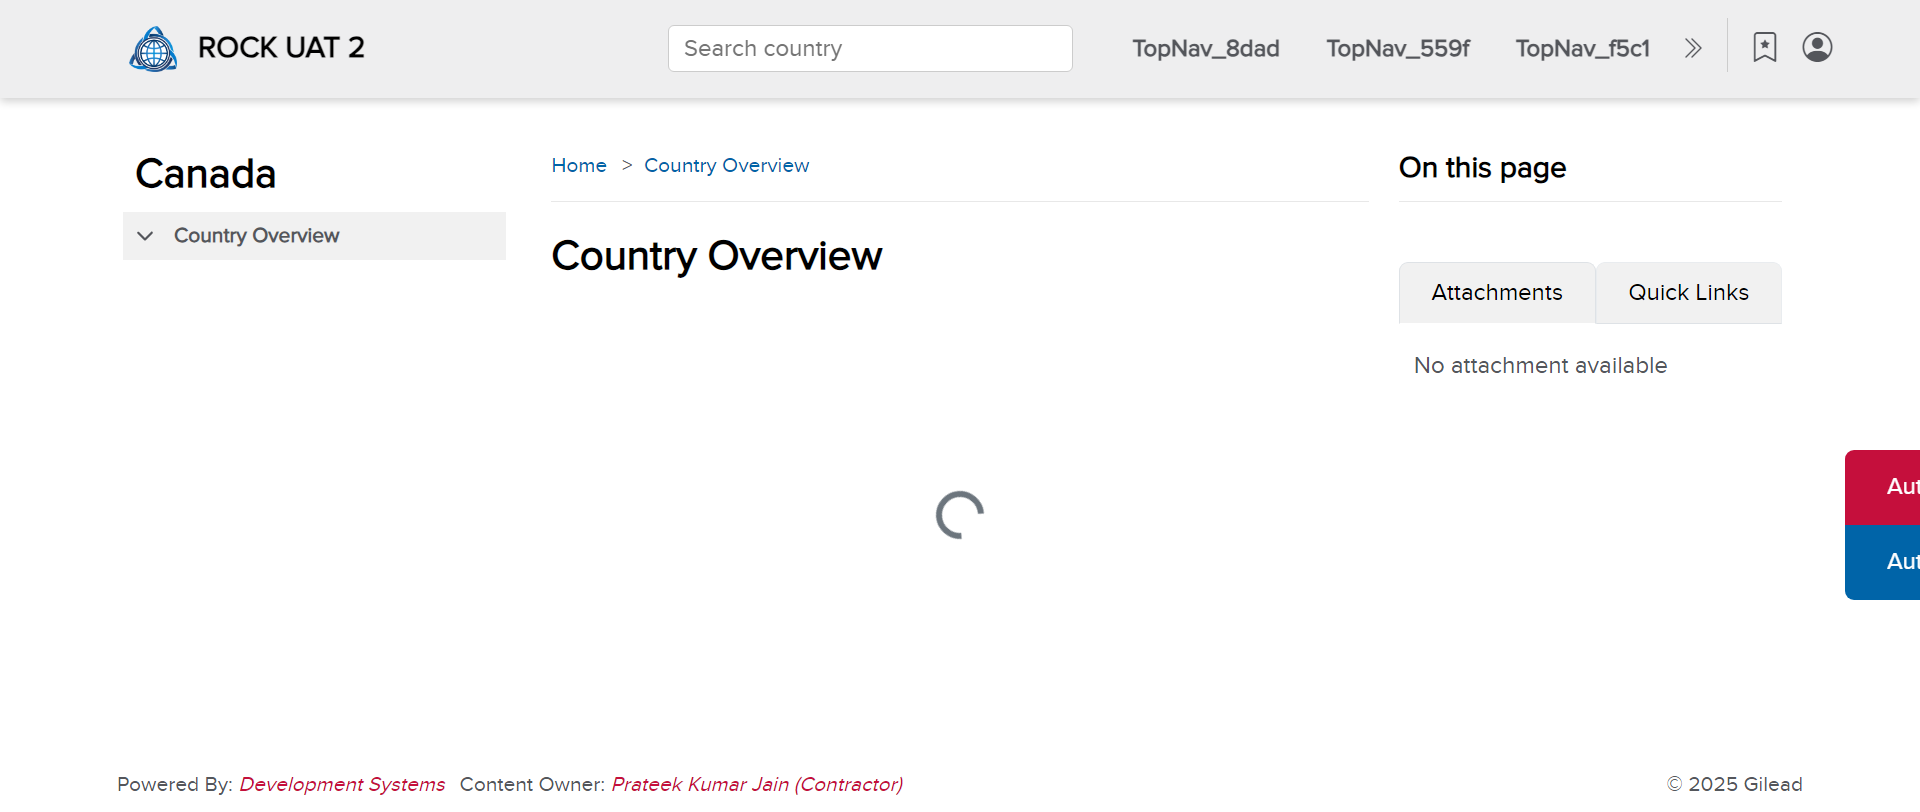 ROCK UAT 2
Search country
TopNav_8dad
TopNav_559f
TopNav_f5c1
Canada
Country Overview
Home > Country Overview
Country Overview
On this page
Attachments
Quick Links
No attachment available
Aut
Aut
Powered By: Development Systems Content Owner: Prateek Kumar Jain (Contractor)
© 2025 Gilead